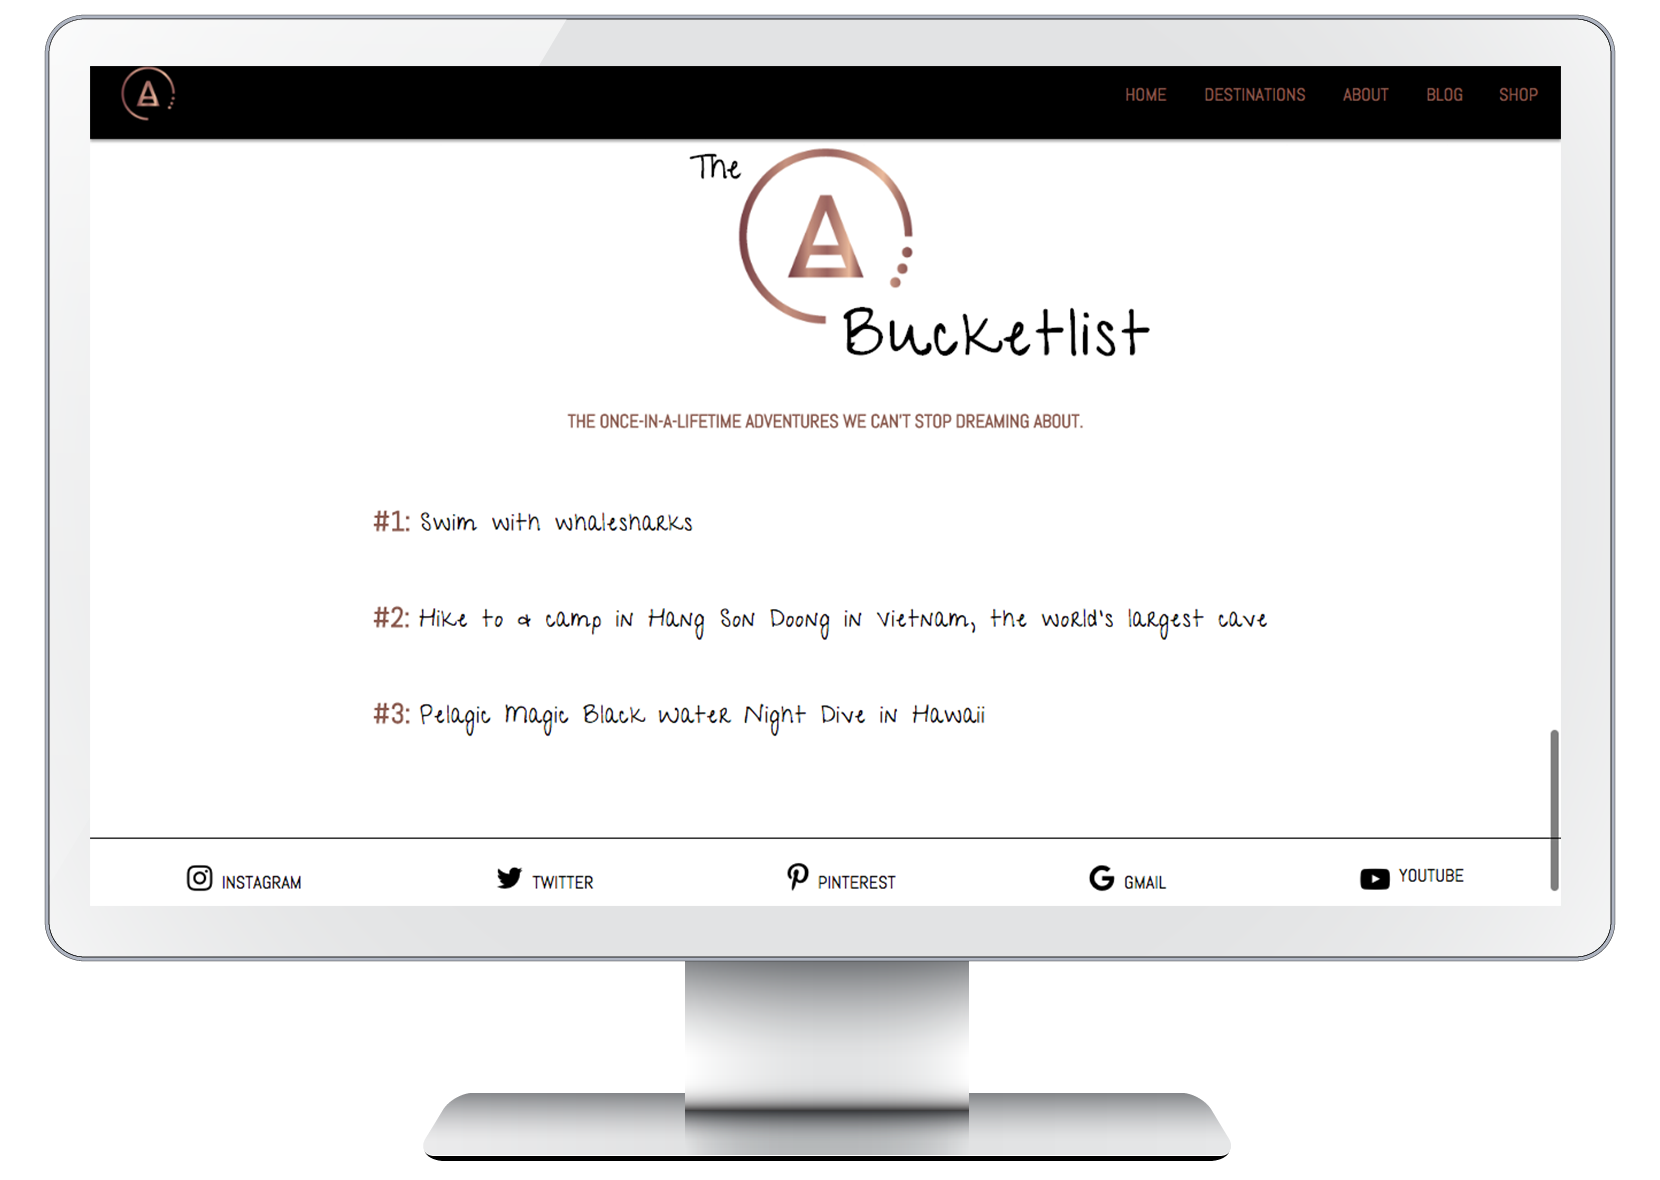 A
HOME DESTINATIONS ABOUT BLOG SHOP
The
A
Bucketlist
THE ONCE-IN-A-LIFETIME ADVENTURES WE CAN'T STOP DREAMING ABOUT.
#1: Swim with whalesharks
#2: Hike to & camp in Hang Son Doong in Vietnam, the world's largest cave
#3: Pelagic Magic Black Water Night Dive in Hawaii
INSTAGRAM TWITTER PINTEREST GMAIL YOUTUBE